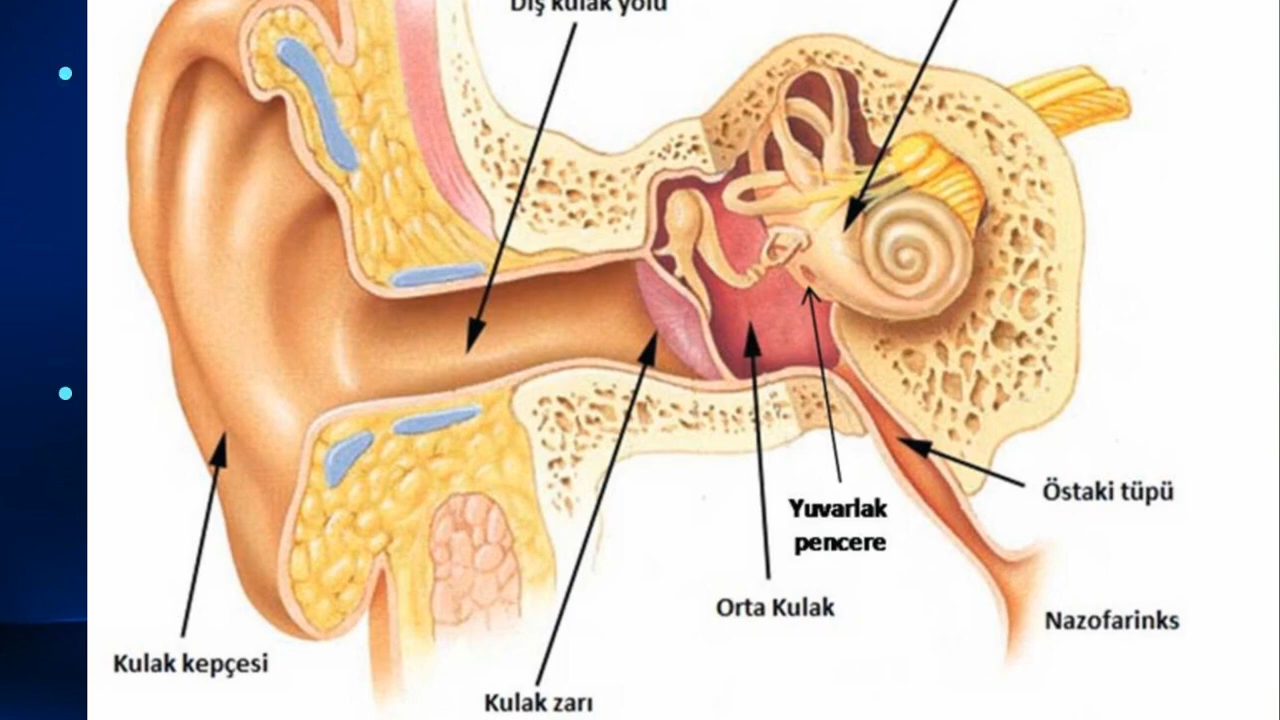 Dış kulak yolu
Östaki tüpü
Yuvarlak
pencere
Orta Kulak
Nazofarinks
Kulak kepçesi
Kulak zarı